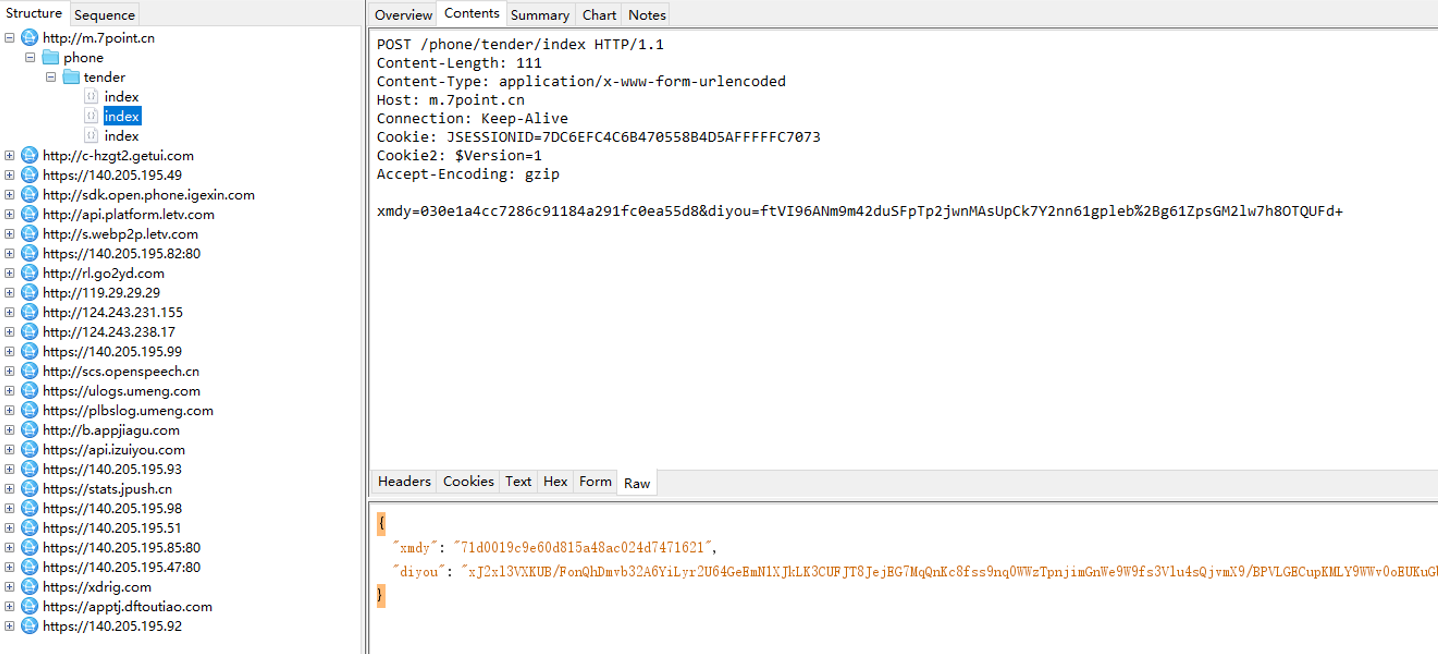 Structure Sequence
http://m.7point.cn
phone
tender
index
index
index
http://c-hzgt2.getui.com
https://140.205.195.49
http://sdk.open.phone.igexin.com
http://api.platform.letv.com
http://s.webp2p.letv.com
https://140.205.195.82:80
http://rl.go2yd.com
http://119.29.29.29
http://124.243.231.155
http://124.243.238.17
https://140.205.195.99
http://scs.openspeech.cn
https://ulogs.umeng.com
https://plbslog.umeng.com
http://b.appjiagu.com
https://api.izuiyou.com
https://140.205.195.93
https://stats.jpush.cn
https://140.205.195.98
https://140.205.195.51
https://140.205.195.85:80
https://140.205.195.47:80
https://xdrig.com
https://apptj.dftoutiao.com
https://140.205.195.92
Overview Contents Summary Chart Notes
POST /phone/tender/index HTTP/1.1
Content-Length: 111
Content-Type: application/x-www-form-urlencoded
Host: m.7point.cn
Connection: Keep-Alive
Cookie: JSESSIONID=7DC6EFC4C6B470558B4D5AFFFFFC7073
Cookie2: $Version=1
Accept-Encoding: gzip
xmdy=030e1a4cc7286c91184a291fc0ea55d8&diyou=ftVI96ANm9m42duSFpTp2jwnMAsUpCk7Y2nn61gpleb%2Bg61ZpsGM2lw7h8OTQUFd+
Headers Cookies Text Hex Form Raw
{
"xmdy": "71d0019c9e60d815a48ac024d7471621",
"diyou": "xJ2xl3VXKUB/FonQhDmvb32A6YiLyr2U64GeEmNlXJkLK3CUFJT8JejEG7MqQnKc8fss9nq0WWzTpnjimGnWe9W9fs3Vlu4sQjvmX9/BPVLGECupKMLY9WWv0oEUKuGl
}